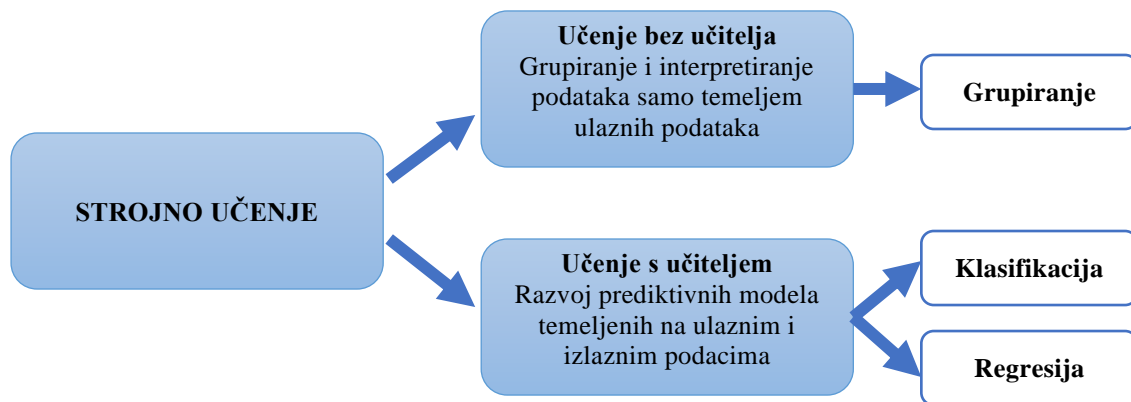 STROJNO UČENJE
Učenje bez učitelja
Grupiranje i interpretiranje
podataka samo temeljem
ulaznih podataka
Grupiranje
Učenje s učiteljem
Razvoj prediktivnih modela
temeljenih na ulaznim i
izlaznim podacima
Klasifikacija
Regresija